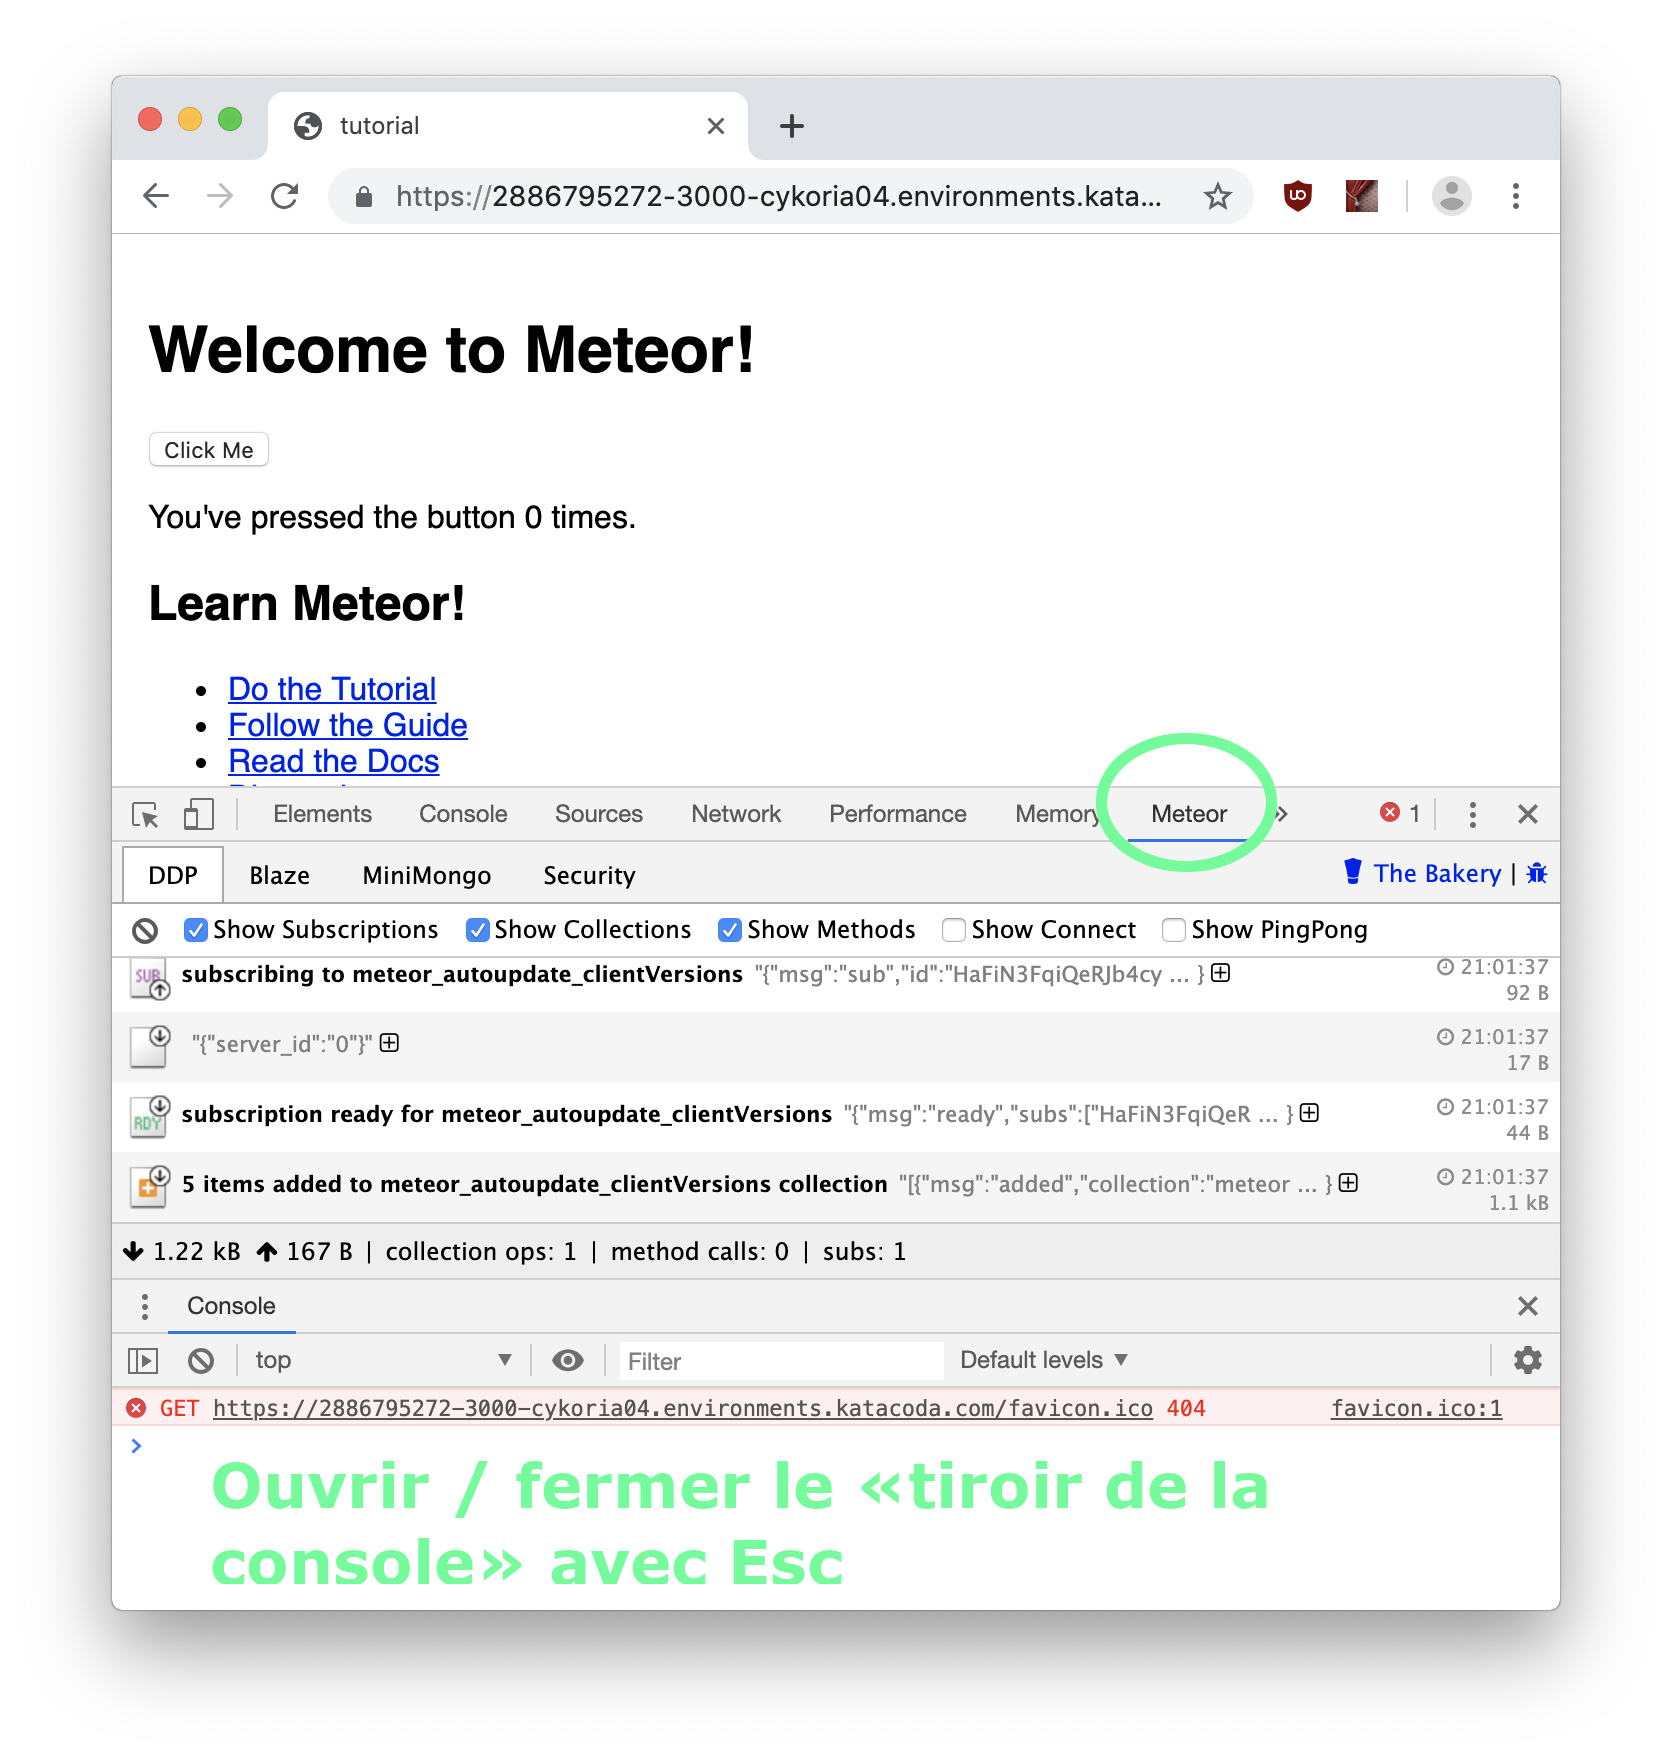 tutorial
https://2886795272-3000-cykoria04.environments.kata...
Welcome to Meteor!
Click Me
You've pressed the button 0 times.
Learn Meteor!
Do the Tutorial
Follow the Guide
Read the Docs
Elements Console Sources Network Performance Memory Meteor 1
DDP Blaze MiniMongo Security The Bakery |
Show Subscriptions Show Collections Show Methods Show Connect Show PingPong
SUB subscribing to meteor_autoupdate_clientVersions "{"msg":"sub","id":"HaFiN3FqiQeRJb4cy ... } 21:01:37
92 B
"{"server_id":"0"}" 21:01:37
17 B
RDY subscription ready for meteor_autoupdate_clientVersions "{"msg":"ready","subs":["HaFiN3FqiQeR ... } 21:01:37
44 B
5 items added to meteor_autoupdate_clientVersions collection "[{"msg":"added","collection":"meteor ... } 21:01:37
1.1 kB
1.22 kB 167 B | collection ops: 1 | method calls: 0 | subs: 1
Console
top Filter Default levels
GET https://2886795272-3000-cykoria04.environments.katacoda.com/favicon.ico 404 favicon.ico:1
Ouvrir / fermer le «tiroir de la
console» avec Esc